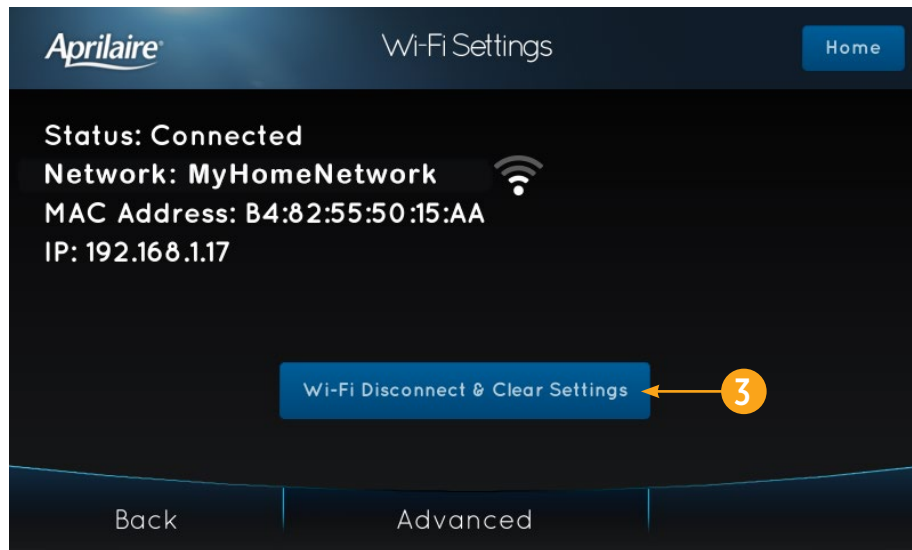 Aprilaire®
Wi-Fi Settings
Home
Status: Connected
Network: MyHomeNetwork
MAC Address: B4:82:55:50:15:AA
IP: 192.168.1.17
Wi-Fi Disconnect & Clear Settings
3
Back
Advanced